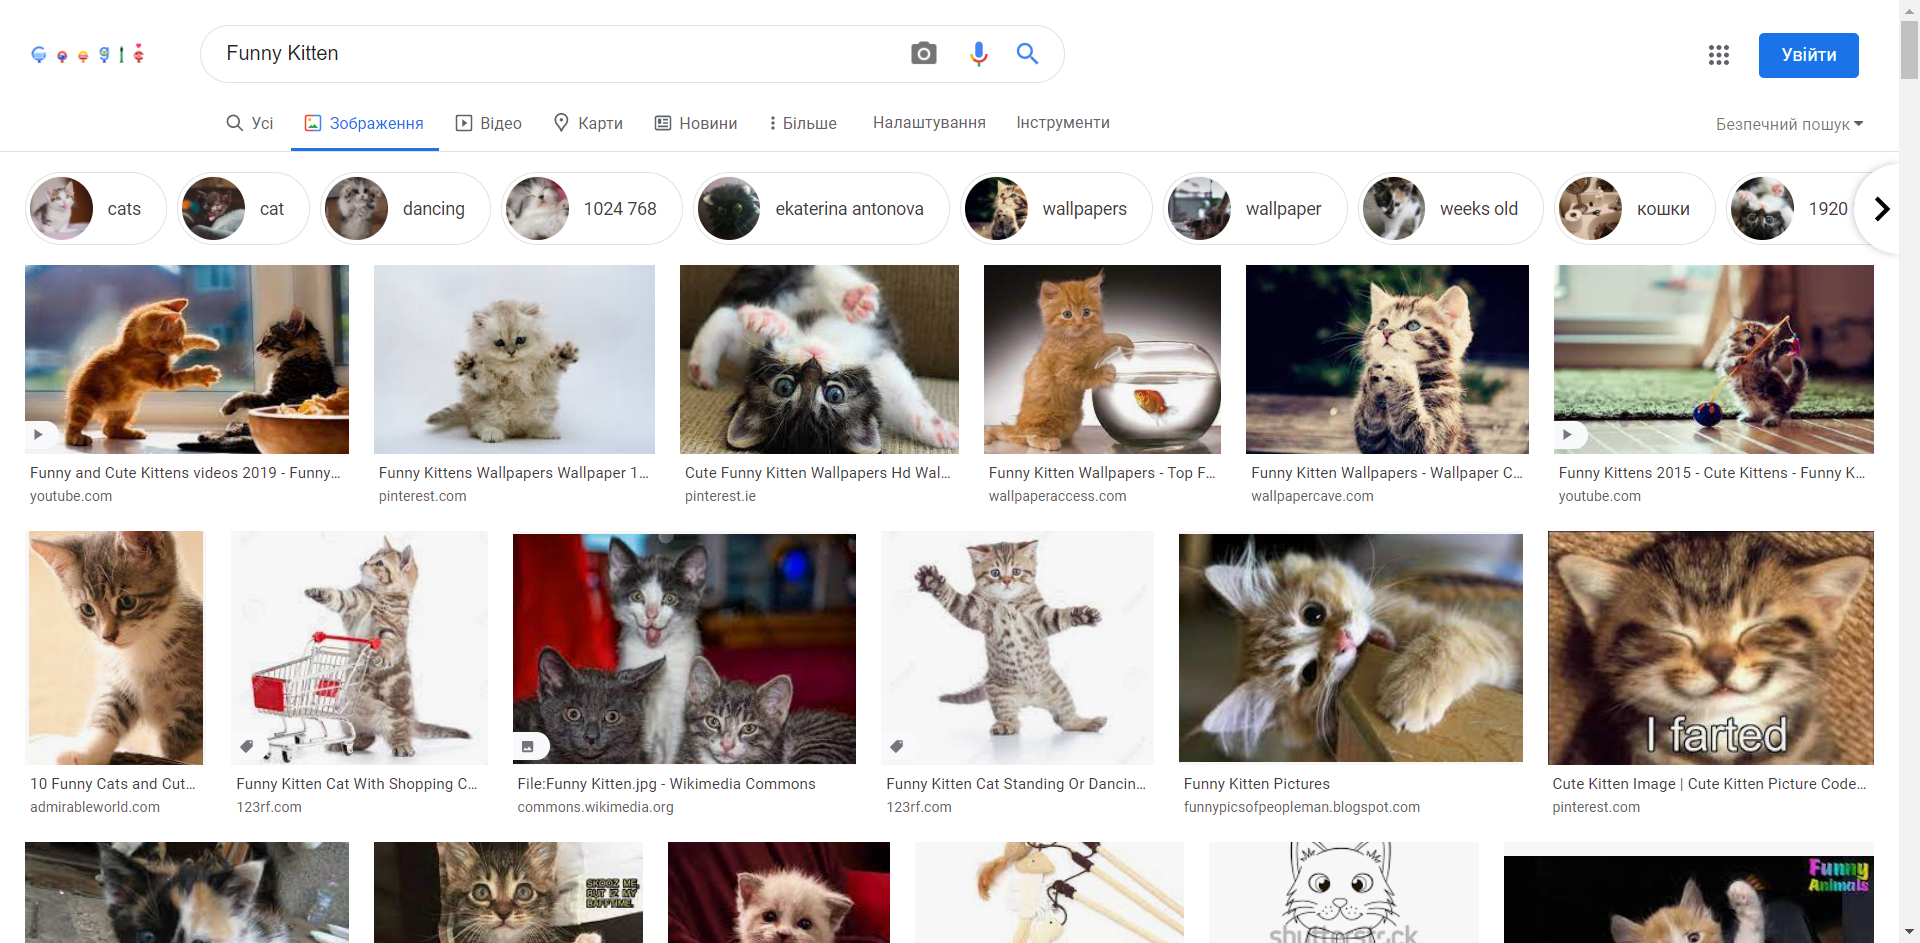 Google
Funny Kitten
Увійти
Усі
Зображення
Відео
Карти
Новини
Більше
Налаштування
Інструменти
Безпечний пошук
cats
cat
dancing
1024 768
ekaterina antonova
wallpapers
wallpaper
weeks old
кошки
1920
Funny and Cute Kittens videos 2019 - Funny...
youtube.com
Funny Kittens Wallpapers Wallpaper 1...
pinterest.com
Cute Funny Kitten Wallpapers Hd Wal...
pinterest.ie
Funny Kitten Wallpapers - Top F...
wallpaperaccess.com
Funny Kitten Wallpapers - Wallpaper C...
wallpapercave.com
Funny Kittens 2015 - Cute Kittens - Funny K...
youtube.com
I farted
10 Funny Cats and Cut...
admirableworld.com
Funny Kitten Cat With Shopping C...
123rf.com
File:Funny Kitten.jpg - Wikimedia Commons
commons.wikimedia.org
Funny Kitten Cat Standing Or Dancin...
123rf.com
Funny Kitten Pictures
funnypicsofpeopleman.blogspot.com
Cute Kitten Image | Cute Kitten Picture Code...
pinterest.com
SKOOZ ME,
BUT IZ MY
BAFFTIME.
shutterstock
Funny
Animals